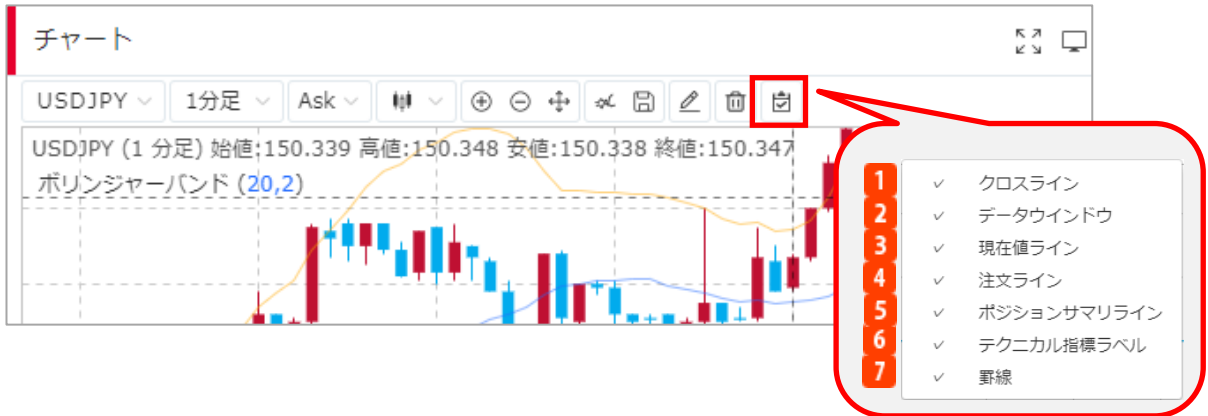 チャート
USDJPY 1分足 Ask
USDJPY (1 分足) 始値:150.339 高値:150.348 安値:150.338 終値:150.347
ボリンジャーバンド (20,2)
1 クロスライン
2 データウインドウ
3 現在値ライン
4 注文ライン
5 ポジションサマリライン
6 テクニカル指標ラベル
7 罫線